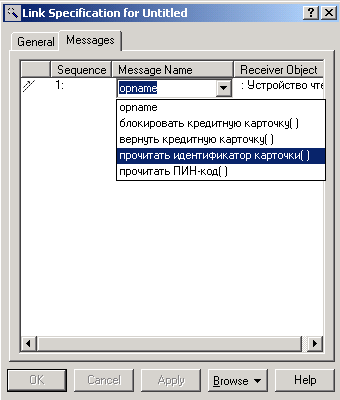 Link Specification for Untitled
General Messages
Sequence Message Name Receiver Object
1: opname : Устройство чте
opname
блокировать кредитную карточку( )
вернуть кредитную карточку( )
прочитать идентификатор карточки( )
прочитать ПИН-код( )
OK Cancel Apply Browse Help